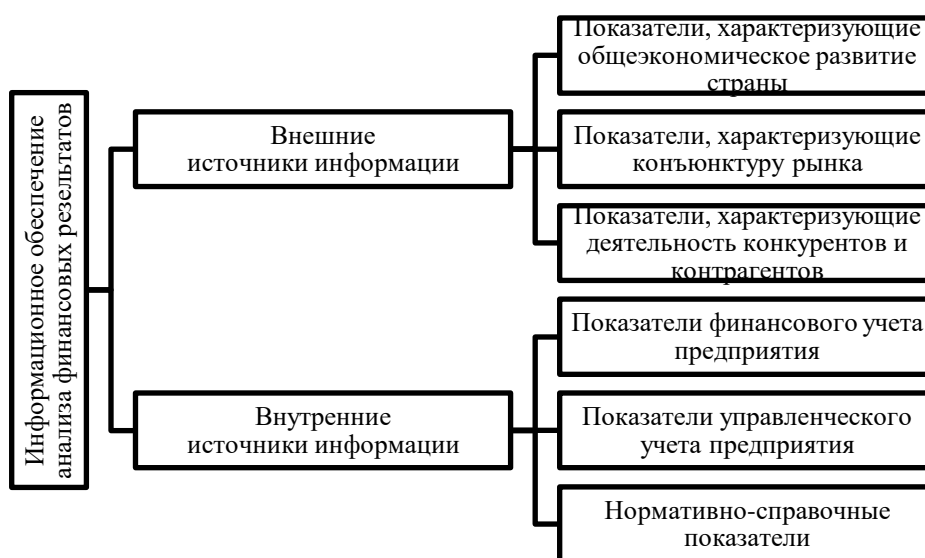 Информационное обеспечение
анализа финансовых резельтатов
Внешние
источники информации
Показатели, характеризующие
общеэкономическое развитие
страны
Показатели, характеризующие
конъюнктуру рынка
Показатели, характеризующие
деятельность конкурентов и
контрагентов
Внутренние
источники информации
Показатели финансового учета
предприятия
Показатели управленческого
учета предприятия
Нормативно-справочные
показатели